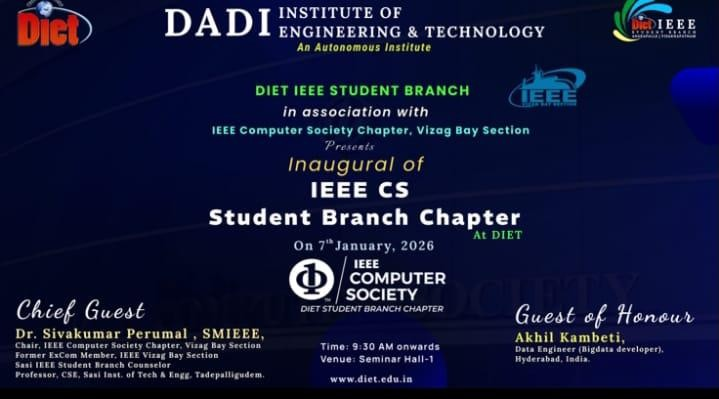 Diet
DADI INSTITUTE OF
ENGINEERING & TECHNOLOGY
An Autonomous Institute
Diet IEEE
STUDENT BRANCH
DIET IEEE STUDENT BRANCH
in association with
IEEE Computer Society Chapter, Vizag Bay Section
IEEE
VIZAG BAY SECTION
Presents
Inaugural of
IEEE CS
Student Branch Chapter
At DIET
On 7th January, 2026
IEEE
COMPUTER
SOCIETY
DIET STUDENT BRANCH CHAPTER
Chief Guest
Dr. Sivakumar Perumal , SMIEEE,
Chair, IEEE Computer Society Chapter, Vizag Bay Section
Former ExCom Member, IEEE Vizag Bay Section
Sasi IEEE Student Branch Counselor
Professor, CSE, Sasi Inst. of Tech & Engg, Tadepalligudem.
Time: 9:30 AM onwards
Venue: Seminar Hall-1
www.diet.edu.in
Guest of Honour
Akhil Kambeti,
Data Engineer (Bigdata developer),
Hyderabad, India.